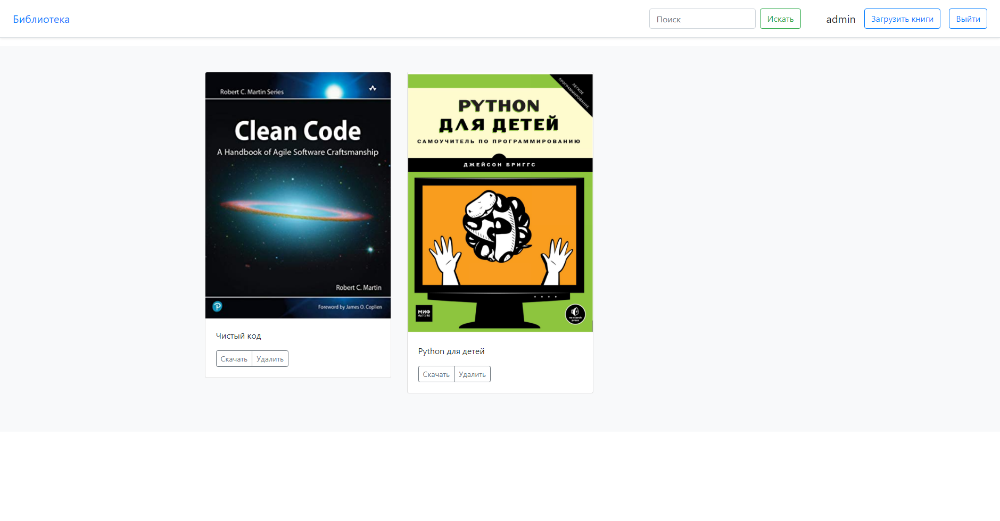 Библиотека
Поиск
Искать
admin
Загрузить книги
Выйти
Robert C. Martin Series
Clean Code
A Handbook of Agile Software Craftsmanship
Robert C. Martin
Foreword by James O. Coplien
Чистый код
Скачать
Удалить
ЛЕГКОЕ
ПРОГРАММИРОВАНИЕ
PYTHON
ДЛЯ ДЕТЕЙ
САМОУЧИТЕЛЬ ПО ПРОГРАММИРОВАНИЮ
ДЖЕЙСОН БРИГГС
МИФ
ДЕТСТВО
no starch
press
Python для детей
Скачать
Удалить